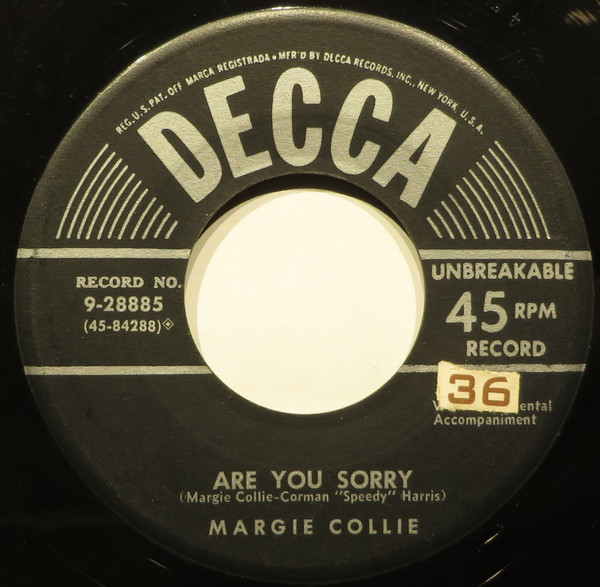 REG. U.S. PAT. OFF. MARCA REGISTRADA • MFR'D BY DECCA RECORDS, INC., NEW YORK, U.S.A.
DECCA
RECORD NO.
9-28885
(45-84288)
UNBREAKABLE
45 RPM
RECORD
36
Accompaniment
ARE YOU SORRY
(Margie Collie-Corman "Speedy" Harris)
MARGIE COLLIE